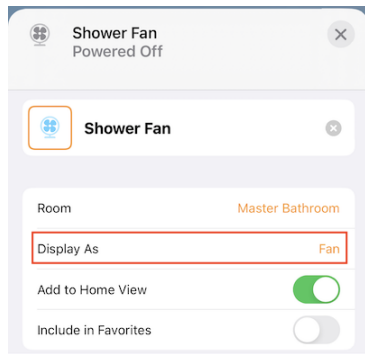 Shower Fan
Powered Off
Shower Fan
Room Master Bathroom
Display As Fan
Add to Home View
Include in Favorites